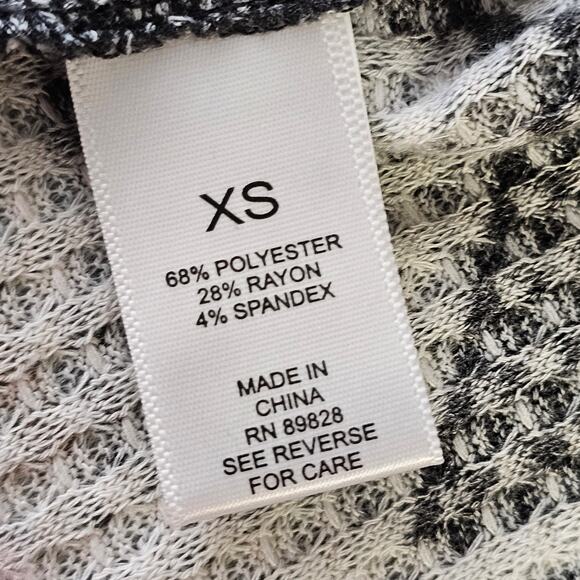 XS
68% POLYESTER
28% RAYON
4% SPANDEX
MADE IN
CHINA
RN 89828
SEE REVERSE
FOR CARE